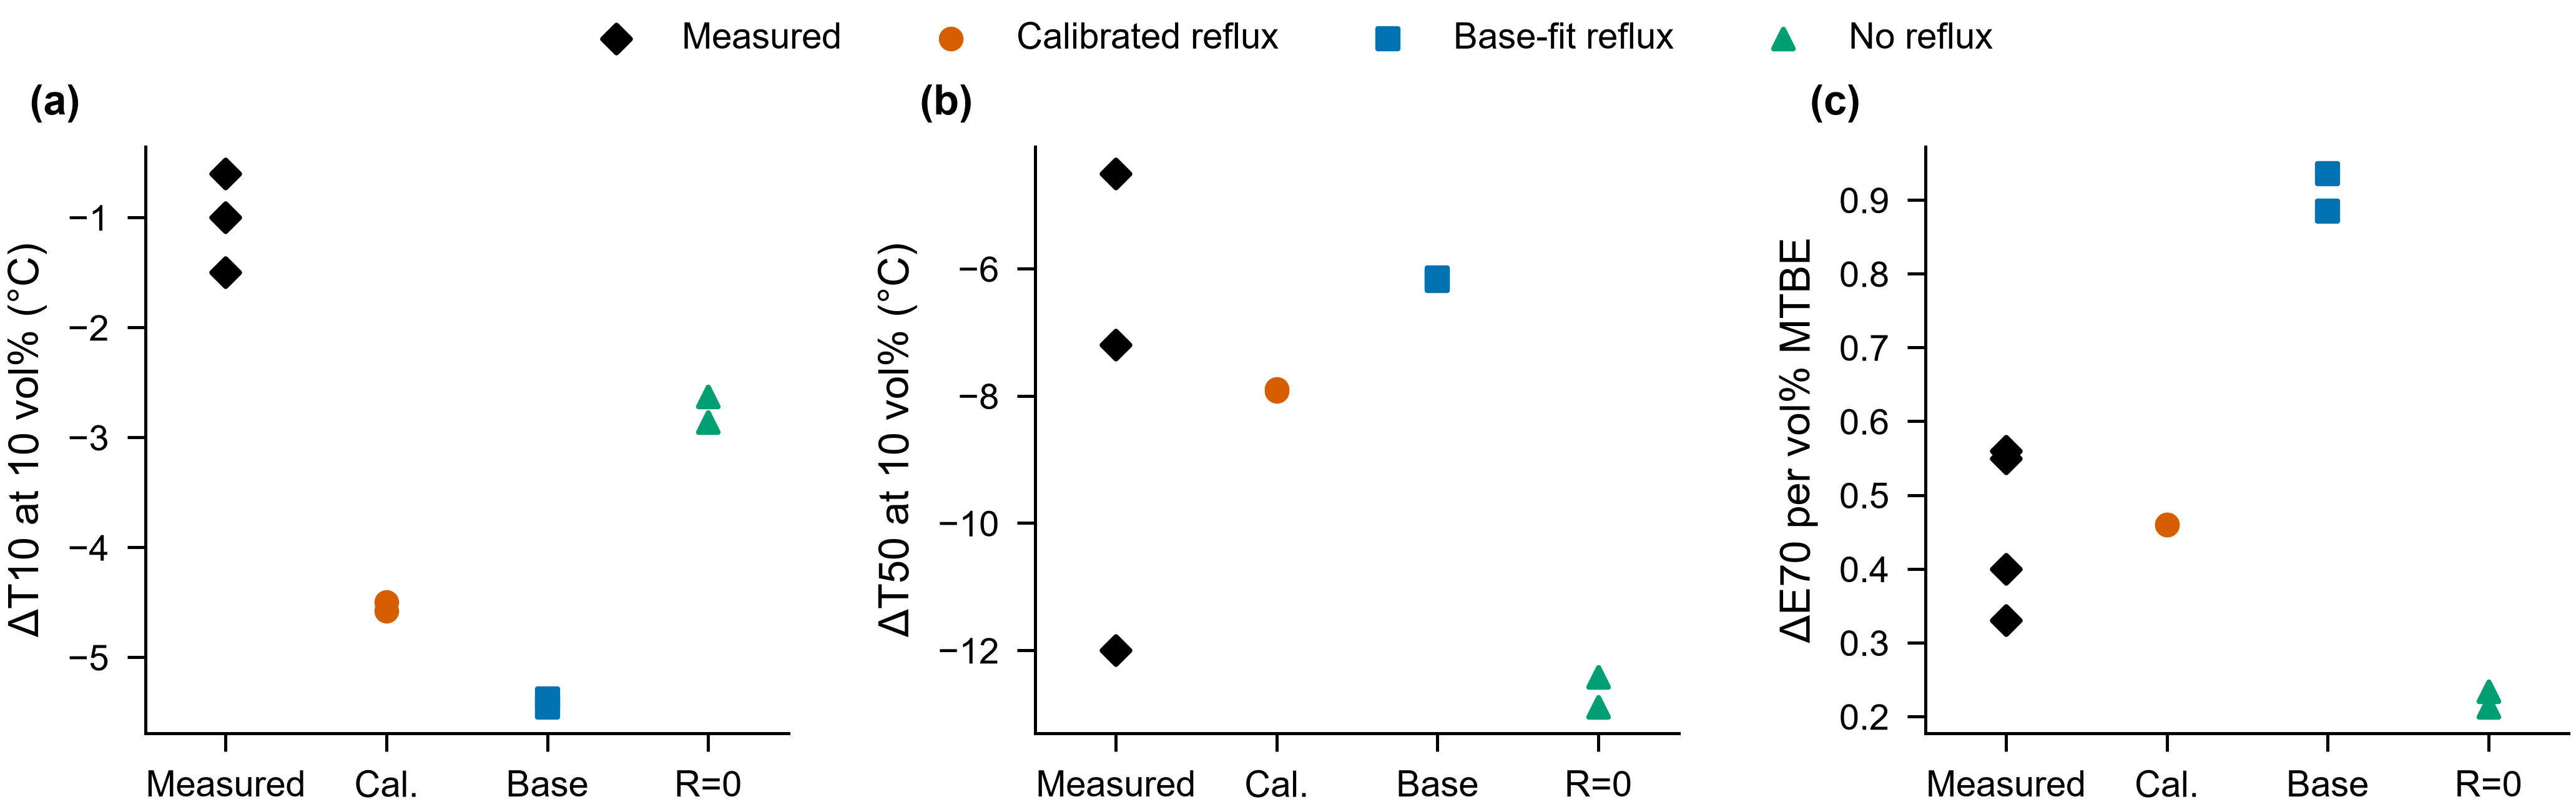 Measured Calibrated reflux Base-fit reflux No reflux
(a)
ΔT10 at 10 vol% (°C)
−1
−2
−3
−4
−5
Measured Cal. Base R=0
(b)
ΔT50 at 10 vol% (°C)
−6
−8
−10
−12
Measured Cal. Base R=0
(c)
ΔE70 per vol% MTBE
0.9
0.8
0.7
0.6
0.5
0.4
0.3
0.2
Measured Cal. Base R=0